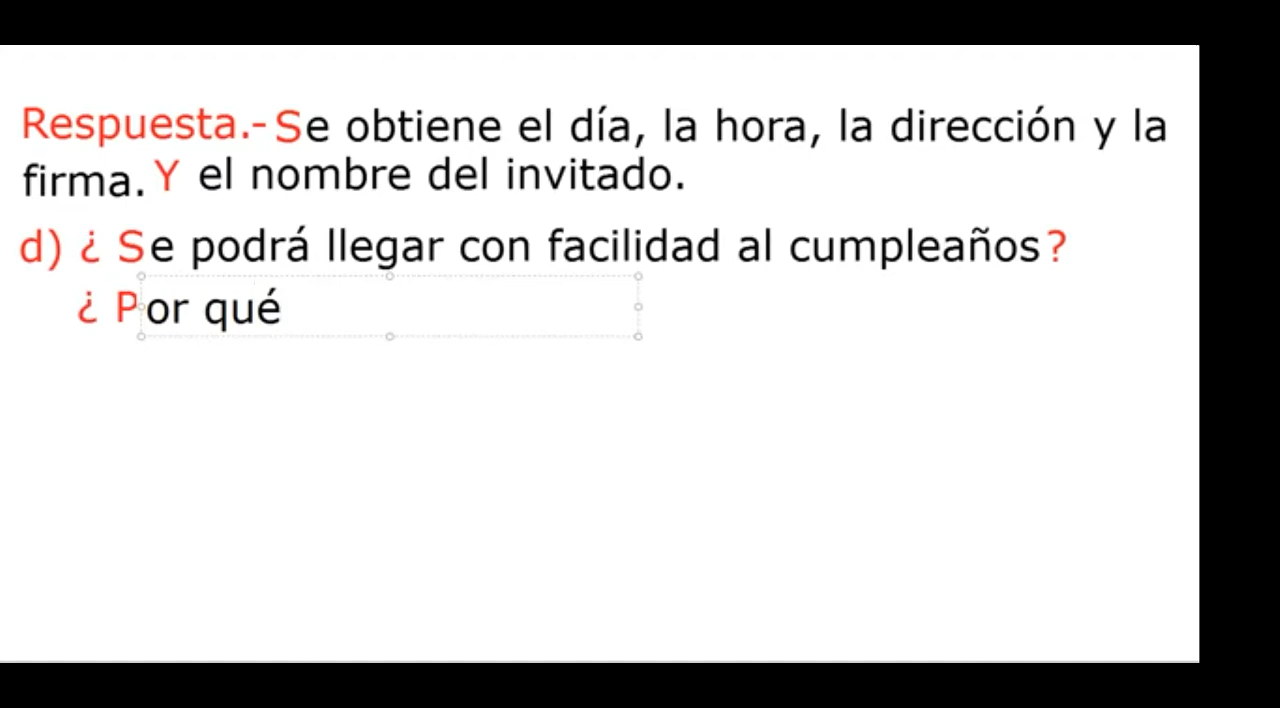 Respuesta.- Se obtiene el día, la hora, la dirección y la
firma. Y el nombre del invitado.
d) ¿ Se podrá llegar con facilidad al cumpleaños?
¿ Por qué